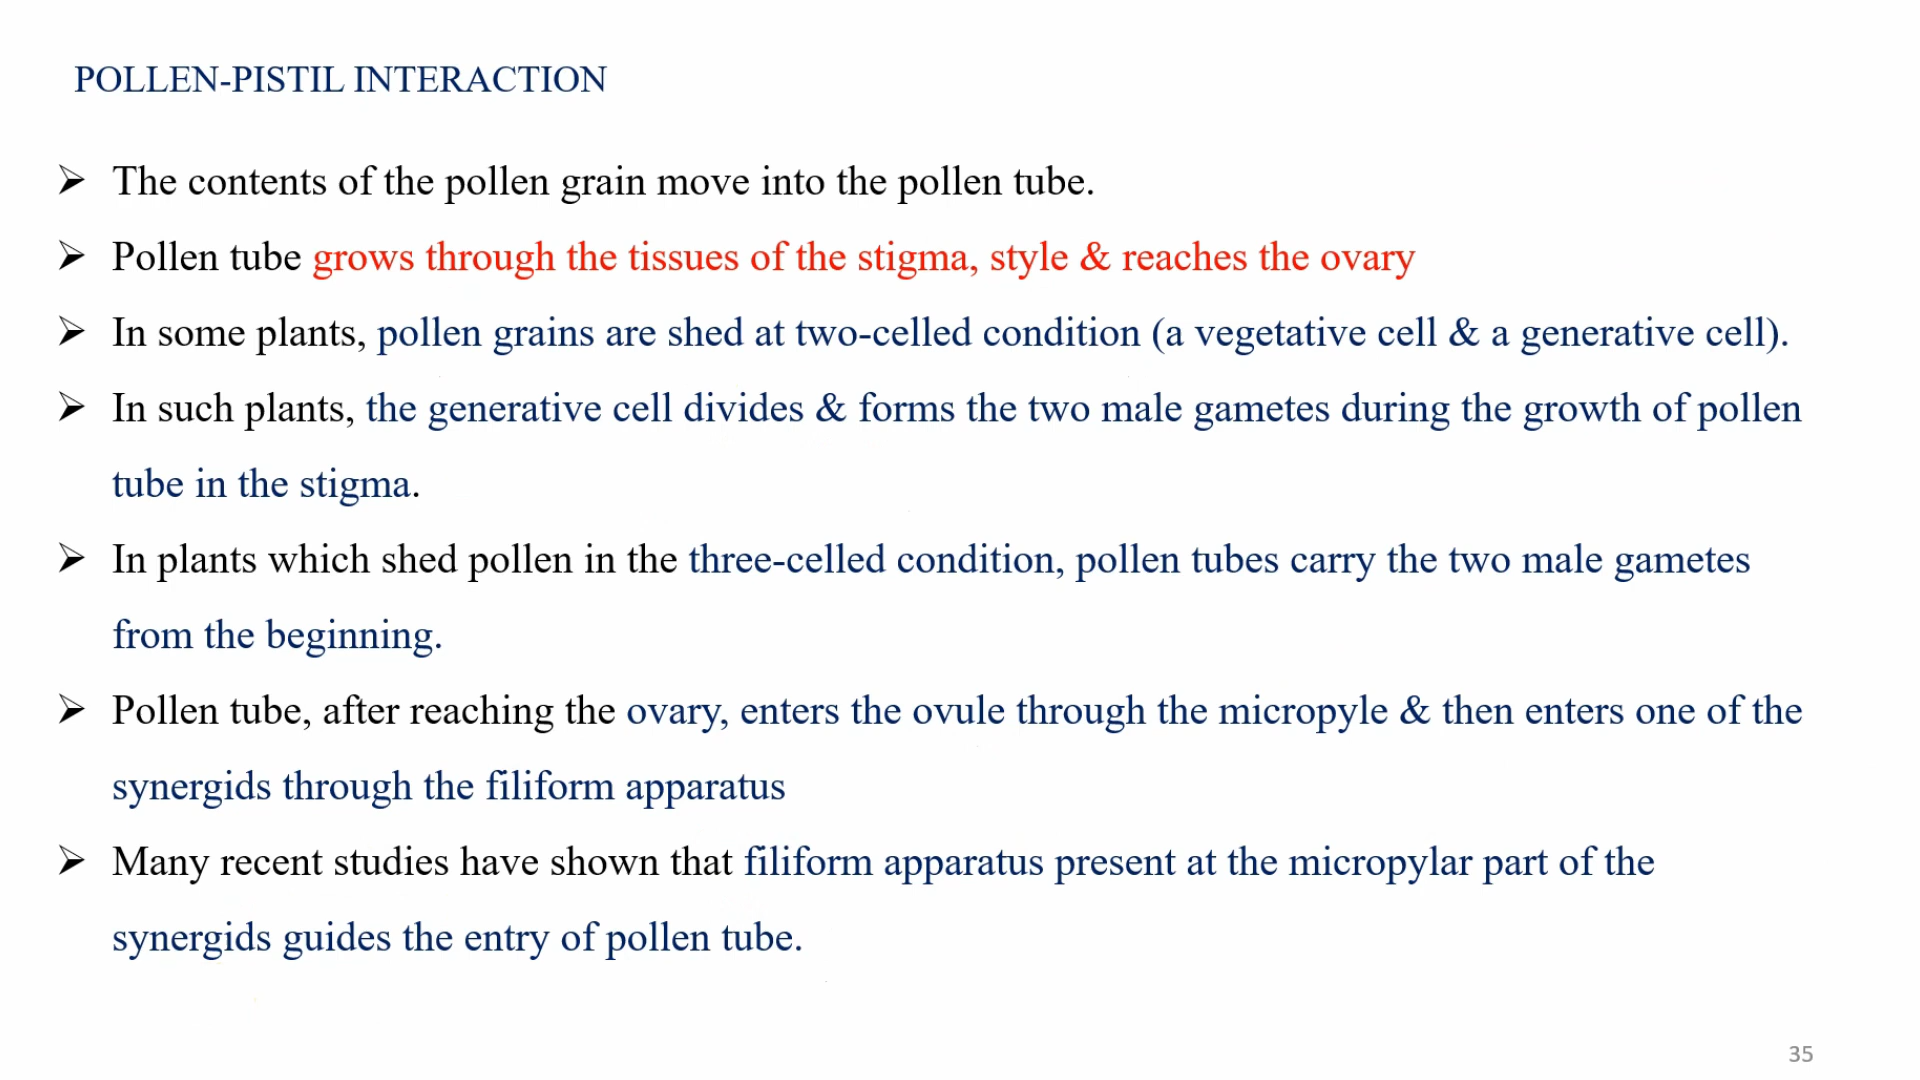 POLLEN-PISTIL INTERACTION
➢ The contents of the pollen grain move into the pollen tube.
➢ Pollen tube grows through the tissues of the stigma, style & reaches the ovary
➢ In some plants, pollen grains are shed at two-celled condition (a vegetative cell & a generative cell).
➢ In such plants, the generative cell divides & forms the two male gametes during the growth of pollen
tube in the stigma.
➢ In plants which shed pollen in the three-celled condition, pollen tubes carry the two male gametes
from the beginning.
➢ Pollen tube, after reaching the ovary, enters the ovule through the micropyle & then enters one of the
synergids through the filiform apparatus
➢ Many recent studies have shown that filiform apparatus present at the micropylar part of the
synergids guides the entry of pollen tube.
35